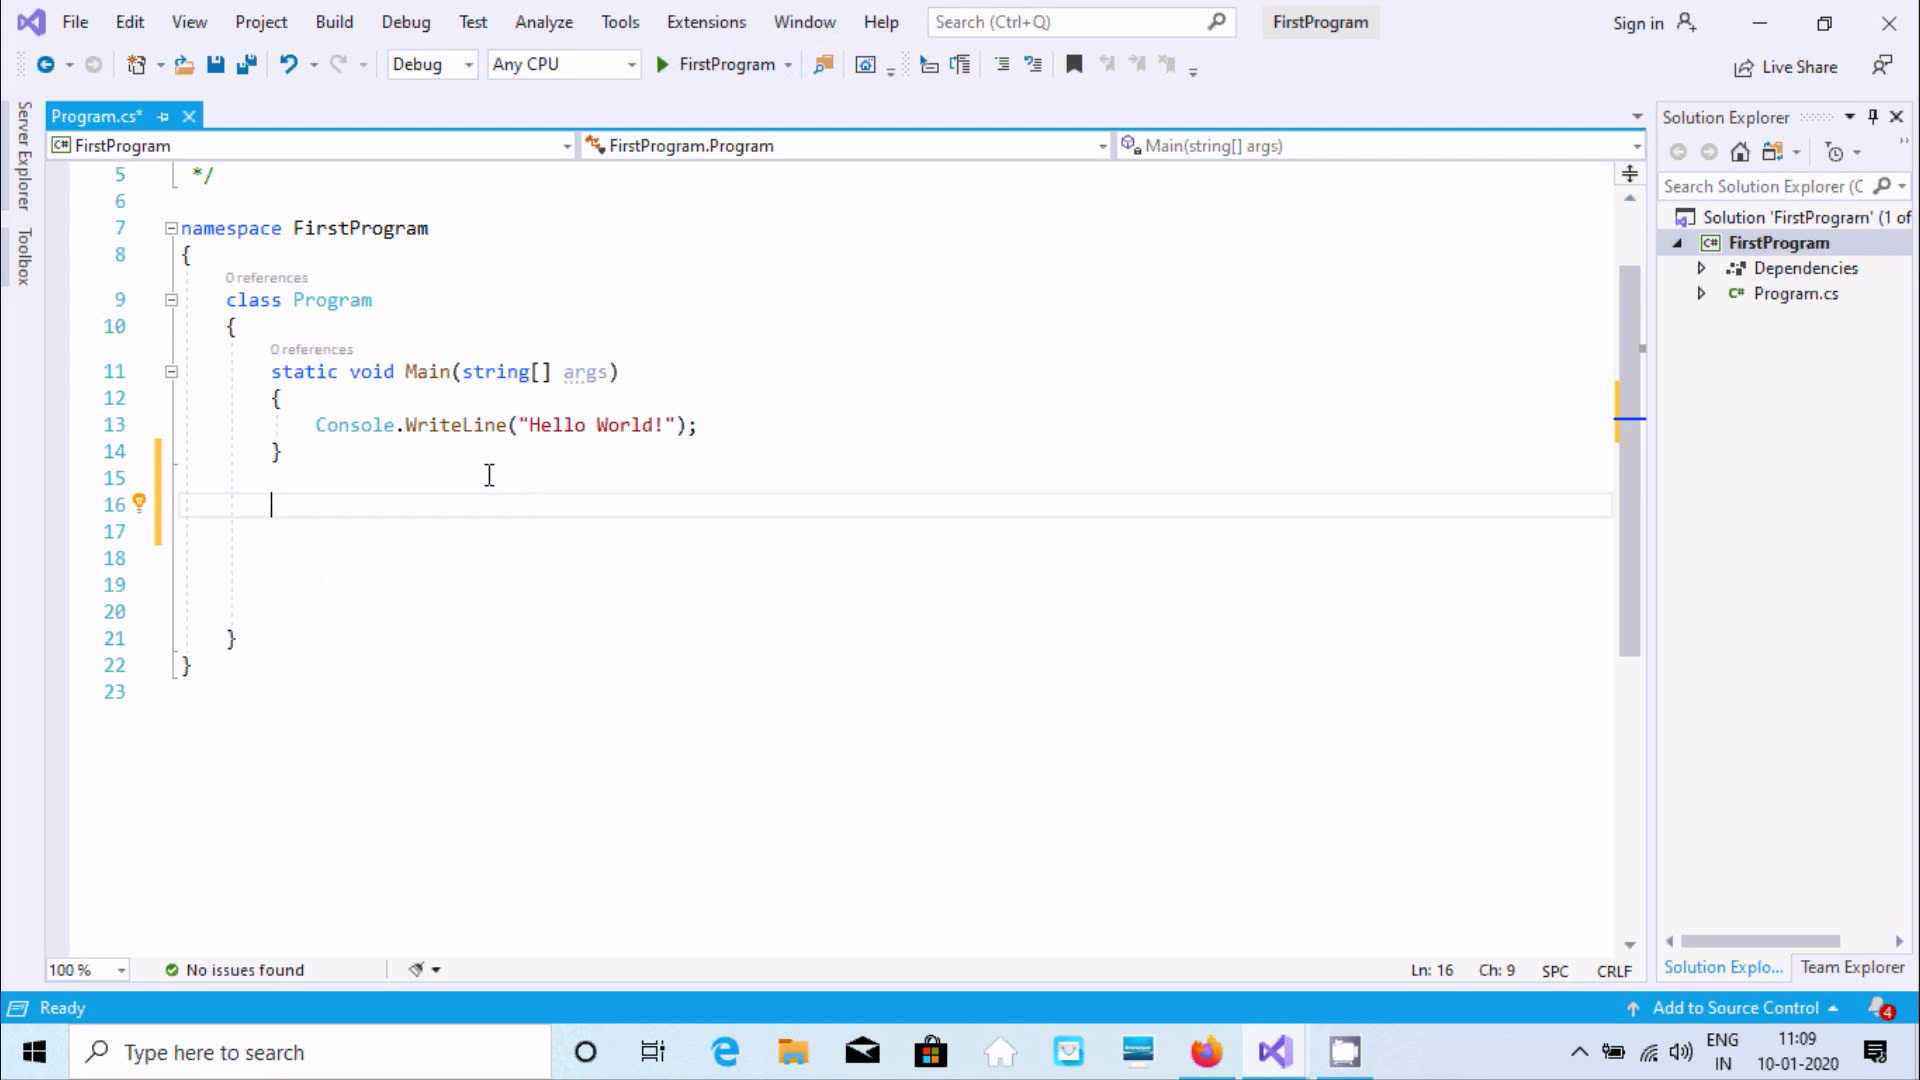 File Edit View Project Build Debug Test Analyze Tools Extensions Window Help Search (Ctrl+Q) FirstProgram Sign in
Debug Any CPU FirstProgram Live Share
Server Explorer
Toolbox
Program.cs*
C# FirstProgram FirstProgram.Program Main(string[] args)
5 */
6
7 namespace FirstProgram
8 {
0 references
9 class Program
10 {
0 references
11 static void Main(string[] args)
12 {
13 Console.WriteLine("Hello World!");
14 }
15
16
17
18
19
20
21 }
22 }
23
Solution Explorer
Search Solution Explorer (C
Solution 'FirstProgram' (1 of
C# FirstProgram
Dependencies
C# Program.cs
100 % No issues found Ln: 16 Ch: 9 SPC CRLF
Solution Explo... Team Explorer
Ready Add to Source Control 4
Type here to search
ENG
IN
11:09
10-01-2020